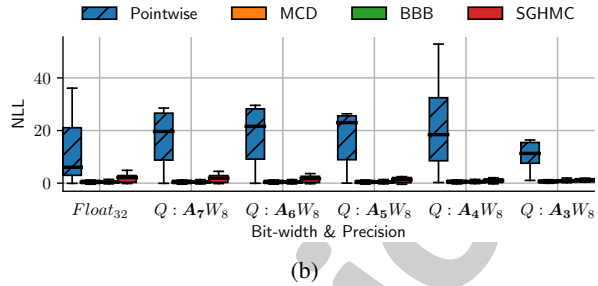 Pointwise MCD BBB SGHMC
40
20
0
NLL
Float32 Q : A7W8 Q : A6W8 Q : A5W8 Q : A4W8 Q : A3W8
Bit-width & Precision
(b)